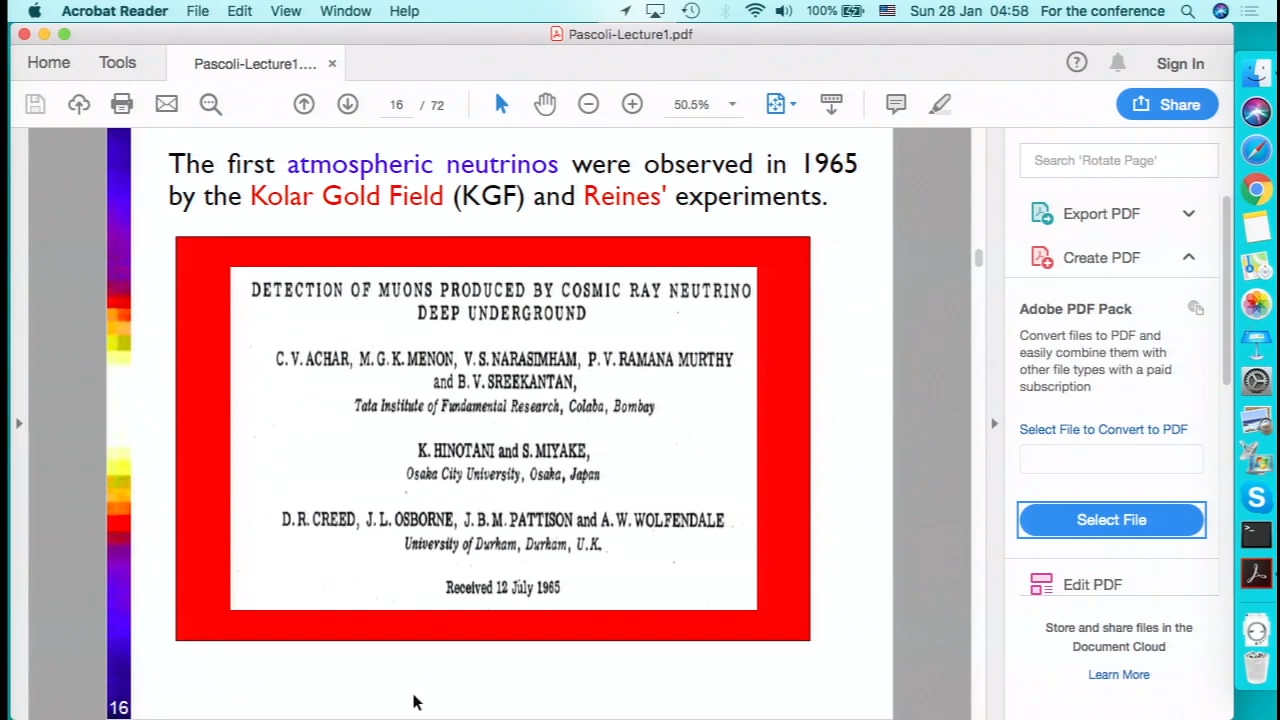 Acrobat Reader File Edit View Window Help 100% Sun 28 Jan 04:58 For the conference
Pascoli-Lecture1.pdf
Home Tools Pascoli-Lecture1.... × Sign In
16 / 72 50.5% Share
The first atmospheric neutrinos were observed in 1965
by the Kolar Gold Field (KGF) and Reines' experiments.
DETECTION OF MUONS PRODUCED BY COSMIC RAY NEUTRINO
DEEP UNDERGROUND
C. V. ACHAR, M. G. K. MENON, V. S. NARASIMHAM, P. V. RAMANA MURTHY
and B. V. SREEKANTAN,
Tata Institute of Fundamental Research, Colaba, Bombay
K. HINOTANI and S. MIYAKE,
Osaka City University, Osaka, Japan
D. R. CREED, J. L. OSBORNE, J. B. M. PATTISON and A. W. WOLFENDALE
University of Durham, Durham, U.K.
Received 12 July 1965
16
Search 'Rotate Page'
Export PDF
Create PDF
Adobe PDF Pack
Convert files to PDF and
easily combine them with
other file types with a paid
subscription
Select File to Convert to PDF
Select File
Edit PDF
Store and share files in the
Document Cloud
Learn More